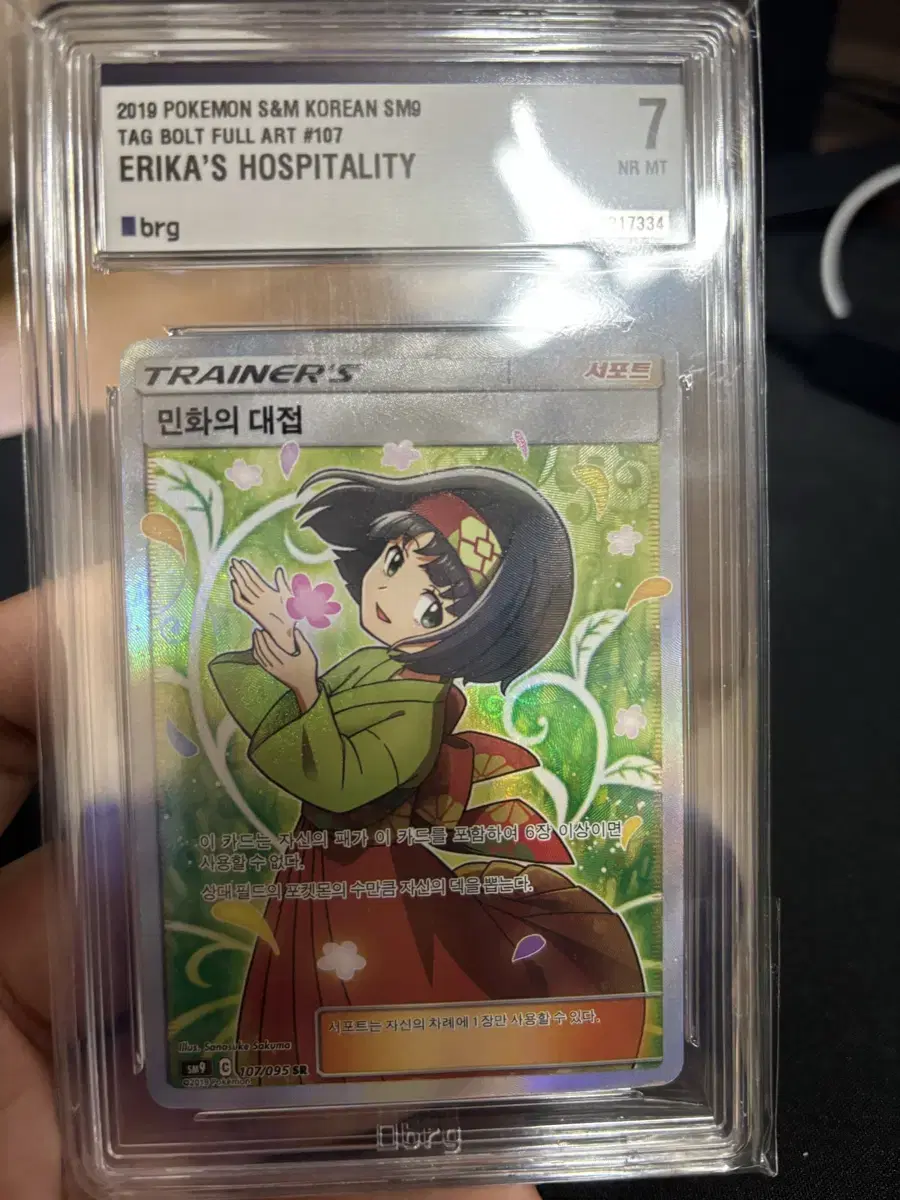 2019 POKEMON S&M KOREAN SM9
TAG BOLT FULL ART #107
ERIKA'S HOSPITALITY
7
NR MT
brg
17334
TRAINER'S
서포트
민화의 대접
이 카드는 자신의 패가 이 카드를 포함하여 6장 이상이면
사용할 수 없다.
상대 필드의 포켓몬의 수만큼 자신의 덱을 뽑는다.
서포트는 자신의 차례에 1장만 사용할 수 있다.
Illus. Sanosuke Sakuma
SM9 C 107/095 SR
©2019 Pokémon
brg